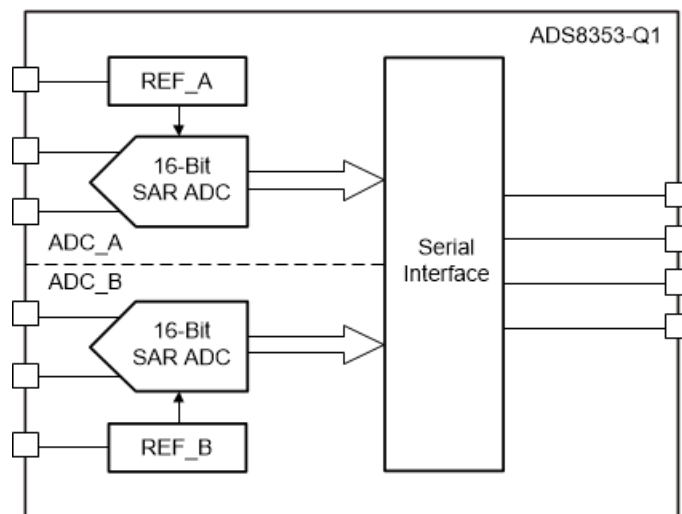 ADS8353-Q1
REF_A
16-Bit
SAR ADC
ADC_A
Serial
Interface
ADC_B
16-Bit
SAR ADC
REF_B